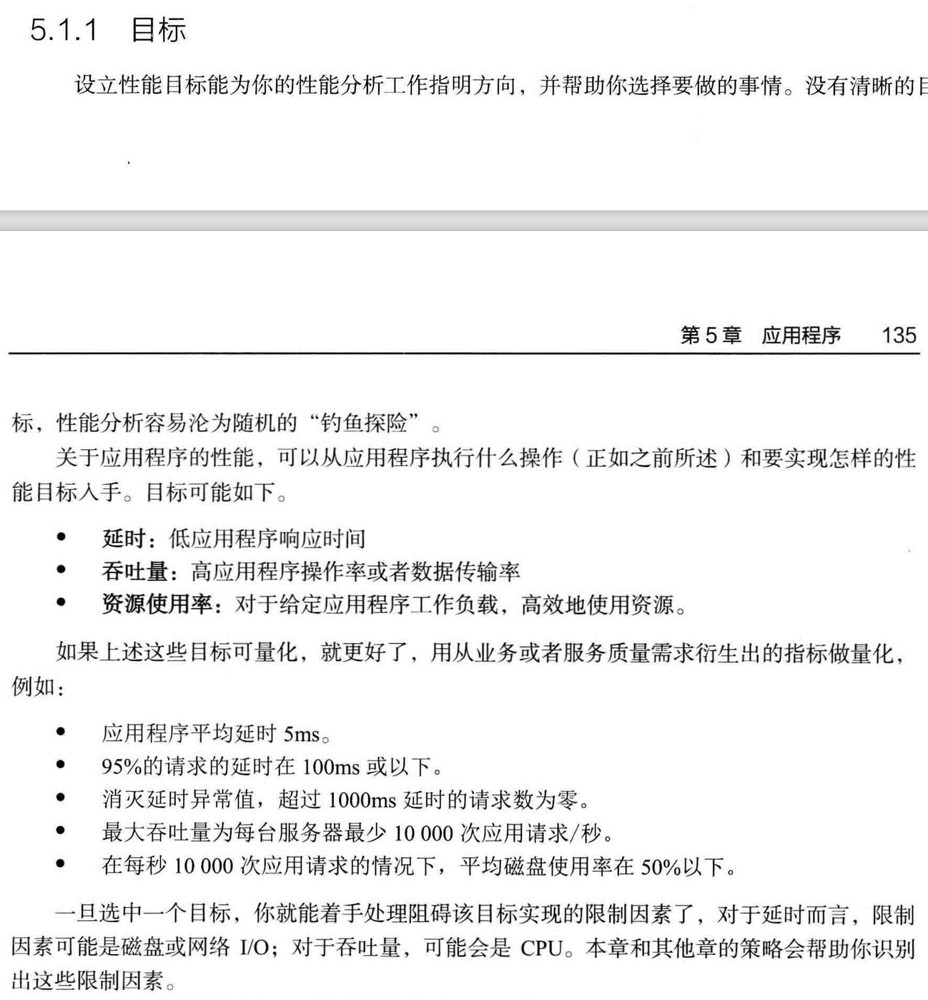 5.1.1 目标
设立性能目标能为你的性能分析工作指明方向，并帮助你选择要做的事情。没有清晰的目
第 5 章 应用程序 135
标，性能分析容易沦为随机的“钓鱼探险”。
关于应用程序的性能，可以从应用程序执行什么操作（正如之前所述）和要实现怎样的性
能目标入手。目标可能如下。
• 延时：低应用程序响应时间
• 吞吐量：高应用程序操作率或者数据传输率
• 资源使用率：对于给定应用程序工作负载，高效地使用资源。
如果上述这些目标可量化，就更好了，用从业务或者服务质量需求衍生出的指标做量化，
例如：
• 应用程序平均延时 5ms。
• 95%的请求的延时在 100ms 或以下。
• 消灭延时异常值，超过 1000ms 延时的请求数为零。
• 最大吞吐量为每台服务器最少 10 000 次应用请求/秒。
• 在每秒 10 000 次应用请求的情况下，平均磁盘使用率在 50%以下。
一旦选中一个目标，你就能着手处理阻碍该目标实现的限制因素了，对于延时而言，限制
因素可能是磁盘或网络 I/O；对于吞吐量，可能会是 CPU。本章和其他章的策略会帮助你识别
出这些限制因素。